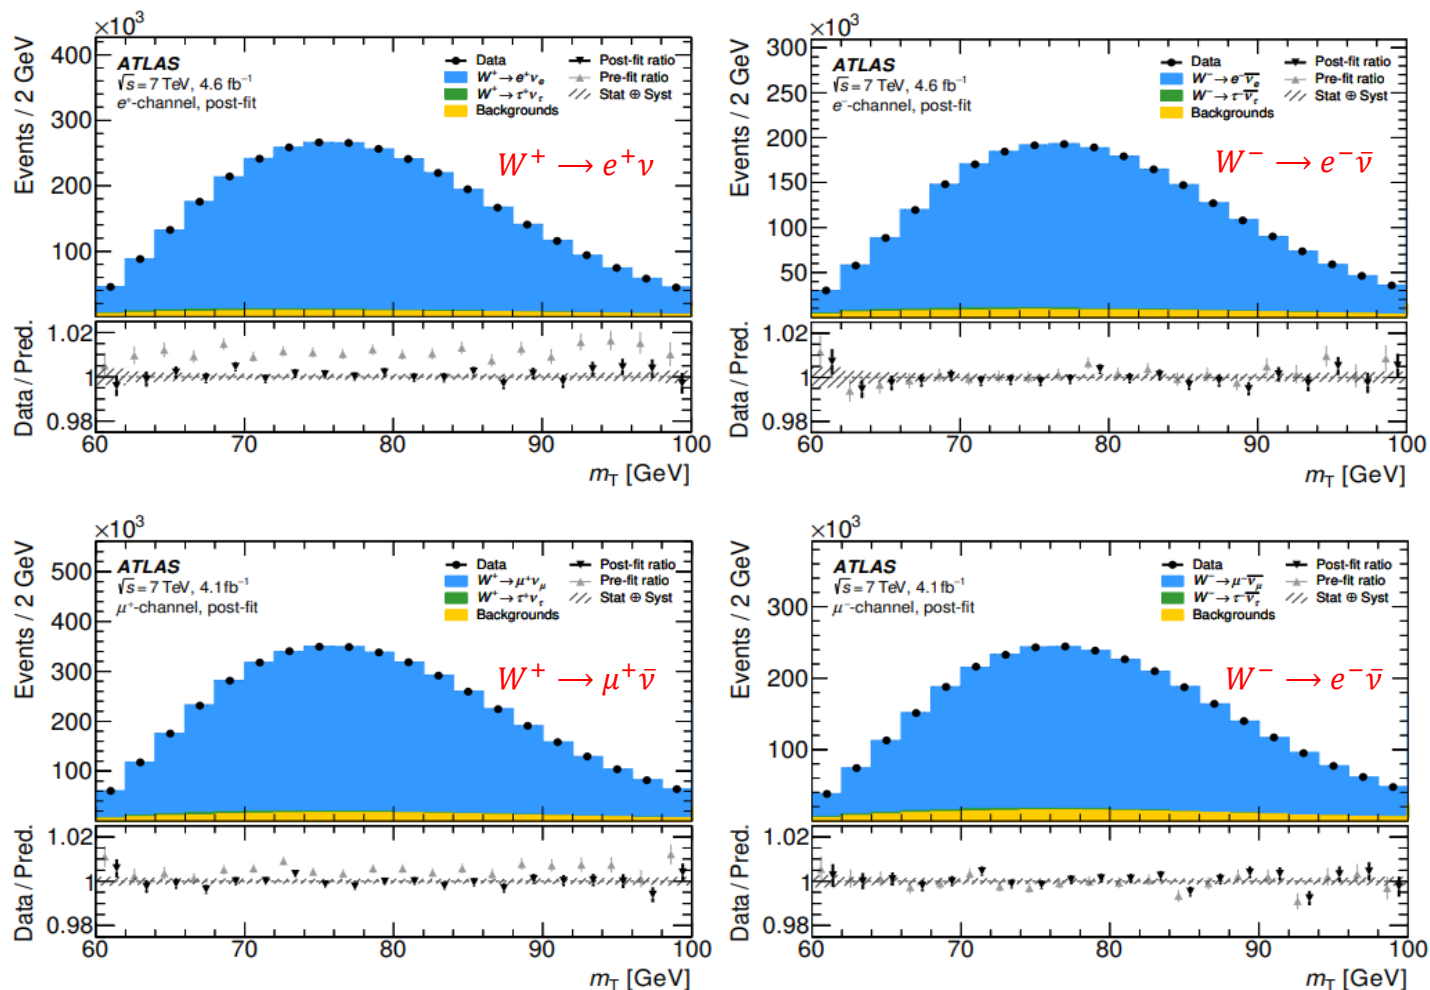 ×10³
Events / 2 GeV
400
300
200
100
ATLAS
√s = 7 TeV, 4.6 fb⁻¹
e⁺-channel, post-fit
Data
W⁺ → e⁺νₑ
W⁺ → τ⁺ν_τ
Backgrounds
Post-fit ratio
Pre-fit ratio
Stat ⊕ Syst
W⁺ ⟶ e⁺ν
Data / Pred.
1.02
1
0.98
60 70 80 90 100
m_T [GeV]
×10³
Events / 2 GeV
300
250
200
150
100
50
ATLAS
√s = 7 TeV, 4.6 fb⁻¹
e⁻-channel, post-fit
Data
W⁻ → e⁻ν̅ₑ
W⁻ → τ⁻ν̅_τ
Backgrounds
Post-fit ratio
Pre-fit ratio
Stat ⊕ Syst
W⁻ ⟶ e⁻ν̅
Data / Pred.
1.02
1
0.98
60 70 80 90 100
m_T [GeV]
×10³
Events / 2 GeV
500
400
300
200
100
ATLAS
√s = 7 TeV, 4.1 fb⁻¹
μ⁺-channel, post-fit
Data
W⁺ → μ⁺ν_μ
W⁺ → τ⁺ν_τ
Backgrounds
Post-fit ratio
Pre-fit ratio
Stat ⊕ Syst
W⁺ ⟶ μ⁺ν̅
Data / Pred.
1.02
1
0.98
60 70 80 90 100
m_T [GeV]
×10³
Events / 2 GeV
300
200
100
ATLAS
√s = 7 TeV, 4.1 fb⁻¹
μ⁻-channel, post-fit
Data
W⁻ → μ⁻ν̅_μ
W⁻ → τ⁻ν̅_τ
Backgrounds
Post-fit ratio
Pre-fit ratio
Stat ⊕ Syst
W⁻ ⟶ e⁻ν̅
Data / Pred.
1.02
1
0.98
60 70 80 90 100
m_T [GeV]